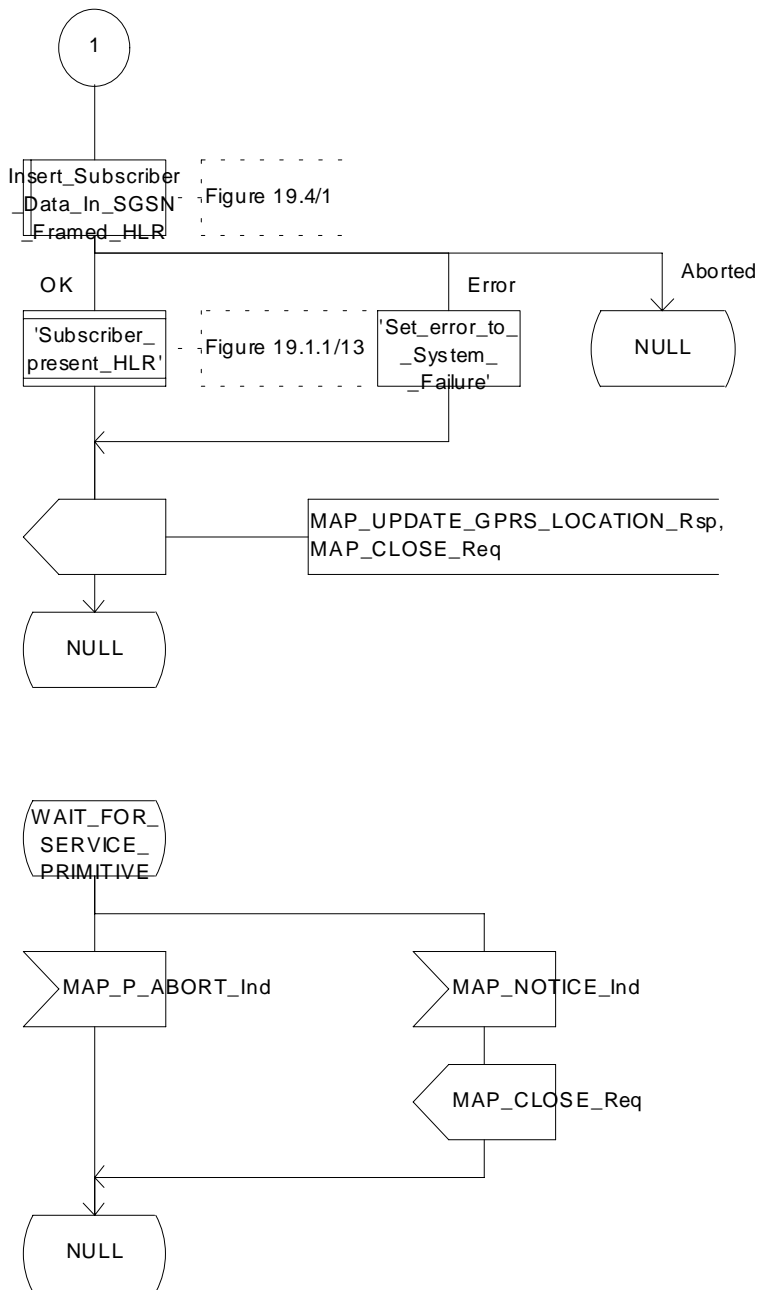 1
Insert_Subscriber
_Data_In_SGSN
_Framed_HLR
Figure 19.4/1
OK
Error
Aborted
'Subscriber_
present_HLR'
Figure 19.1.1/13
'Set_error_to_
_System_
_Failure'
NULL
MAP_UPDATE_GPRS_LOCATION_Rsp,
MAP_CLOSE_Req
NULL
WAIT_FOR_
SERVICE_
PRIMITIVE
MAP_P_ABORT_Ind
MAP_NOTICE_Ind
MAP_CLOSE_Req
NULL